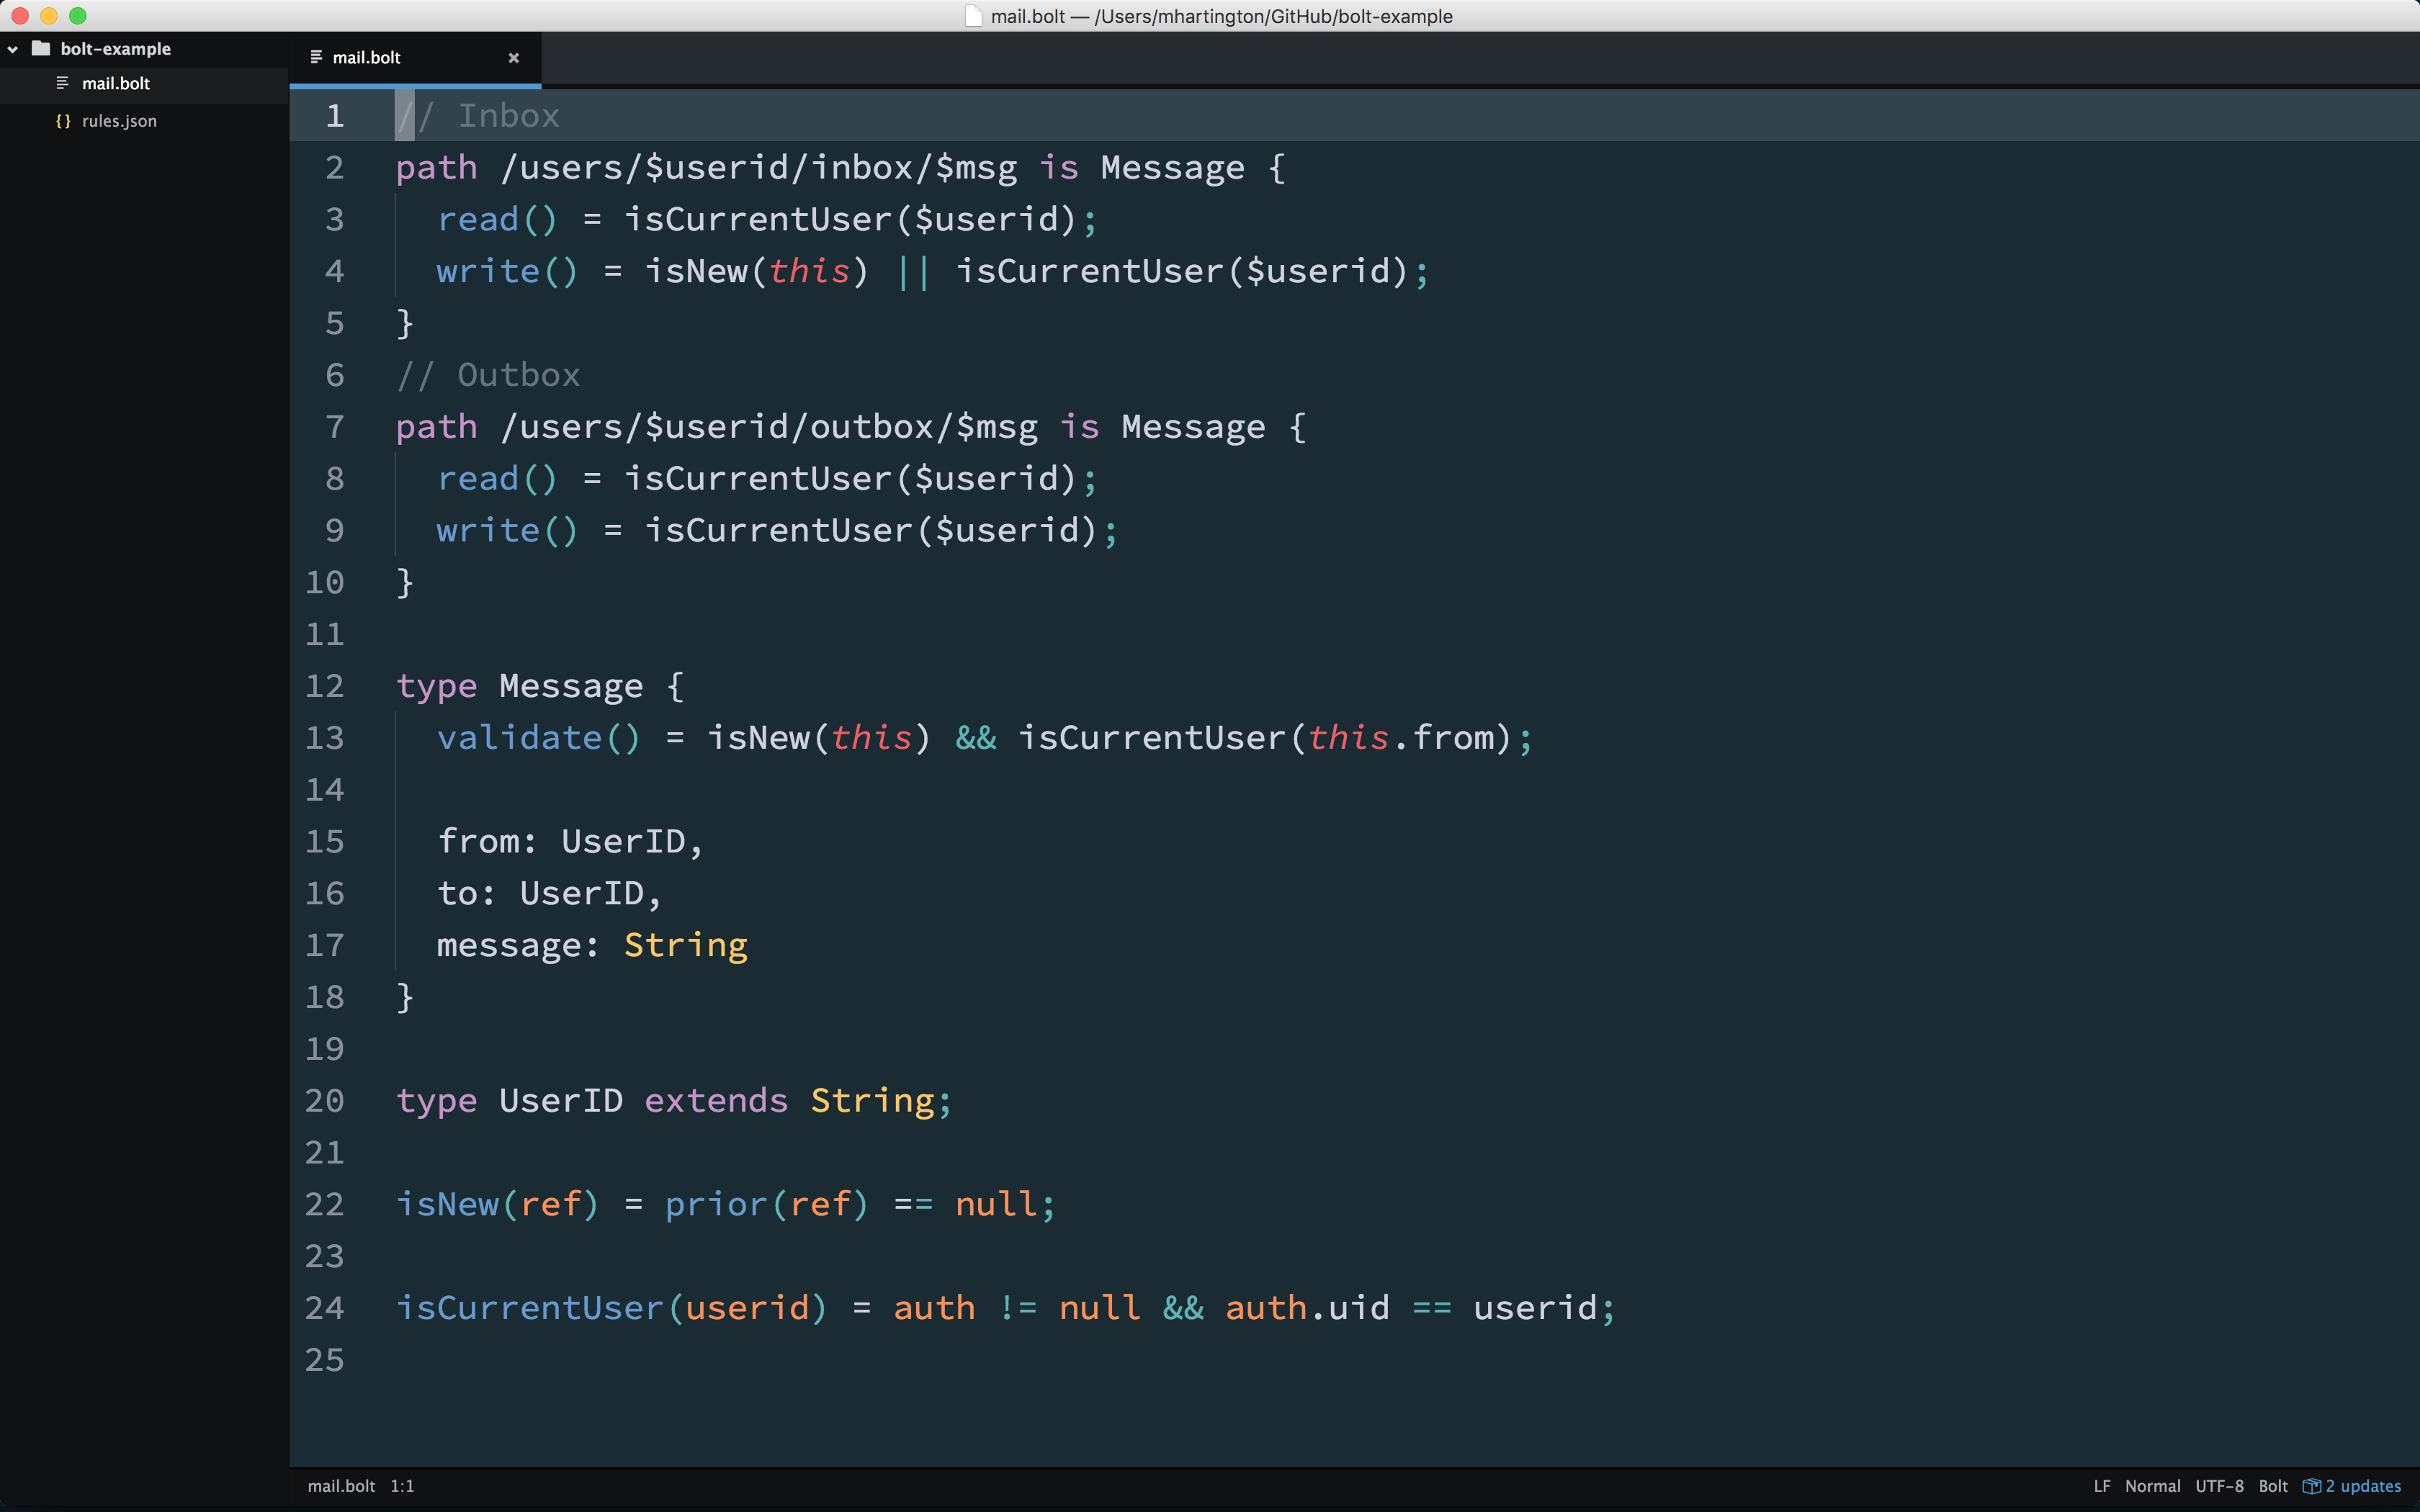 mail.bolt — /Users/mhartington/GitHub/bolt-example
bolt-example
mail.bolt
rules.json
mail.bolt
1 // Inbox
2 path /users/$userid/inbox/$msg is Message {
3 read() = isCurrentUser($userid);
4 write() = isNew(this) || isCurrentUser($userid);
5 }
6 // Outbox
7 path /users/$userid/outbox/$msg is Message {
8 read() = isCurrentUser($userid);
9 write() = isCurrentUser($userid);
10 }
11
12 type Message {
13 validate() = isNew(this) && isCurrentUser(this.from);
14
15 from: UserID,
16 to: UserID,
17 message: String
18 }
19
20 type UserID extends String;
21
22 isNew(ref) = prior(ref) == null;
23
24 isCurrentUser(userid) = auth != null && auth.uid == userid;
25
mail.bolt 1:1
LF Normal UTF-8 Bolt 2 updates